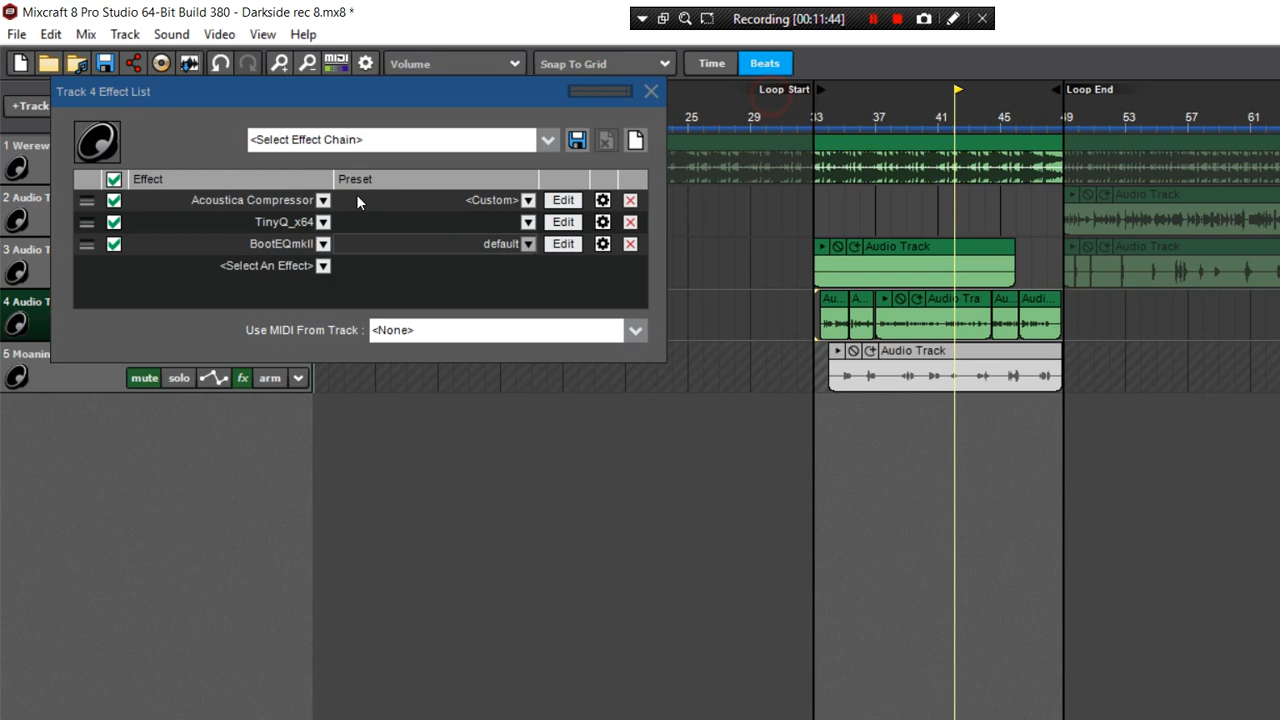 Mixcraft 8 Pro Studio 64-Bit Build 380 - Darkside rec 8.mx8 *
Recording [00:11:44]
File Edit Mix Track Sound Video View Help
Volume Snap To Grid Time Beats
Track 4 Effect List
Loop Start Loop End
+Track
25 29 33 37 41 45 49 53 57 61
<Select Effect Chain>
1 Werew
Effect Preset
2 Audio T
Audio Track
Acoustica Compressor <Custom> Edit
TinyQ_x64 Edit
BootEQmkII default Edit
3 Audio T
Audio Track
Audio Track
<Select An Effect>
4 Audio T
Au... A... Audio Tra Au... Audi...
Use MIDI From Track : <None>
5 Moanin
Audio Track
mute solo fx arm